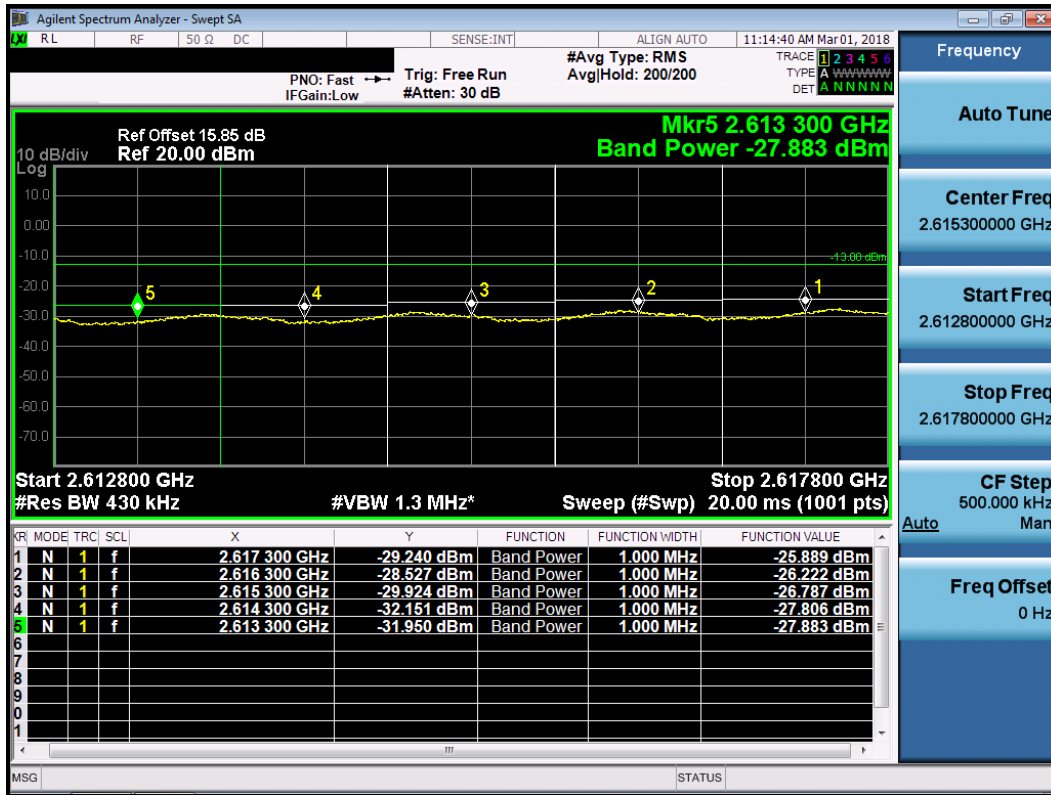 Agilent Spectrum Analyzer - Swept SA
LXI RL RF 50 Ω DC SENSE:INT ALIGN AUTO 11:14:40 AM Mar 01, 2018
PNO: Fast Trig: Free Run #Avg Type: RMS TRACE 1 2 3 4 5 6
IFGain:Low #Atten: 30 dB Avg|Hold: 200/200 TYPE A WWWWW
DET A N N N N N
Mkr5 2.613 300 GHz
Band Power -27.883 dBm
Ref Offset 15.85 dB
10 dB/div Ref 20.00 dBm
Log
10.0
0.00
-10.0
-13.00 dBm
-20.0
-30.0
-40.0
-50.0
-60.0
-70.0
5 4 3 2 1
Start 2.612800 GHz Stop 2.617800 GHz
#Res BW 430 kHz #VBW 1.3 MHz* Sweep (#Swp) 20.00 ms (1001 pts)
KR MODE TRC SCL X Y FUNCTION FUNCTION WIDTH FUNCTION VALUE
1 N 1 f 2.617 300 GHz -29.240 dBm Band Power 1.000 MHz -25.889 dBm
2 N 1 f 2.616 300 GHz -28.527 dBm Band Power 1.000 MHz -26.222 dBm
3 N 1 f 2.615 300 GHz -29.924 dBm Band Power 1.000 MHz -26.787 dBm
4 N 1 f 2.614 300 GHz -32.151 dBm Band Power 1.000 MHz -27.806 dBm
5 N 1 f 2.613 300 GHz -31.950 dBm Band Power 1.000 MHz -27.883 dBm
6
7
8
9
0
1
MSG STATUS
Frequency
Auto Tune
Center Freq
2.615300000 GHz
Start Freq
2.612800000 GHz
Stop Freq
2.617800000 GHz
CF Step
500.000 kHz
Auto Man
Freq Offset
0 Hz